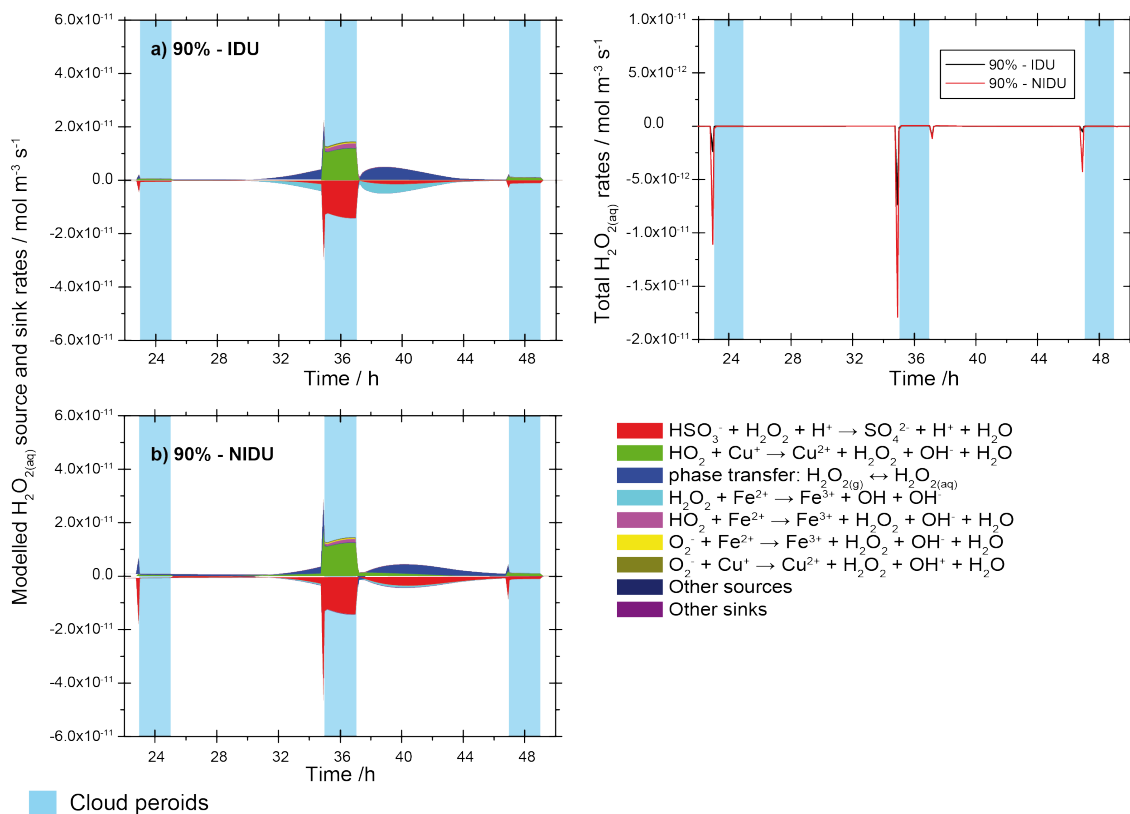 Modelled H₂O₂₍ₐq₎ source and sink rates / mol m⁻³ s⁻¹
a) 90% - IDU
6.0x10⁻¹¹
4.0x10⁻¹¹
2.0x10⁻¹¹
0.0
-2.0x10⁻¹¹
-4.0x10⁻¹¹
-6.0x10⁻¹¹
24 28 32 36 40 44 48
Time /h
b) 90% - NIDU
6.0x10⁻¹¹
4.0x10⁻¹¹
2.0x10⁻¹¹
0.0
-2.0x10⁻¹¹
-4.0x10⁻¹¹
-6.0x10⁻¹¹
24 28 32 36 40 44 48
Time /h
Cloud peroids
Total H₂O₂₍ₐq₎ rates / mol m⁻³ s⁻¹
1.0x10⁻¹¹
5.0x10⁻¹²
0.0
-5.0x10⁻¹²
-1.0x10⁻¹¹
-1.5x10⁻¹¹
-2.0x10⁻¹¹
90% - IDU
90% - NIDU
24 28 32 36 40 44 48
Time /h
HSO₃⁻ + H₂O₂ + H⁺ → SO₄²⁻ + H⁺ + H₂O
HO₂ + Cu⁺ → Cu²⁺ + H₂O₂ + OH⁻ + H₂O
phase transfer: H₂O₂₍g₎ ↔ H₂O₂₍ₐq₎
H₂O₂ + Fe²⁺ → Fe³⁺ + OH + OH⁻
HO₂ + Fe²⁺ → Fe³⁺ + H₂O₂ + OH⁻ + H₂O
O₂⁻ + Fe²⁺ → Fe³⁺ + H₂O₂ + OH⁻ + H₂O
O₂⁻ + Cu⁺ → Cu²⁺ + H₂O₂ + OH⁺ + H₂O
Other sources
Other sinks